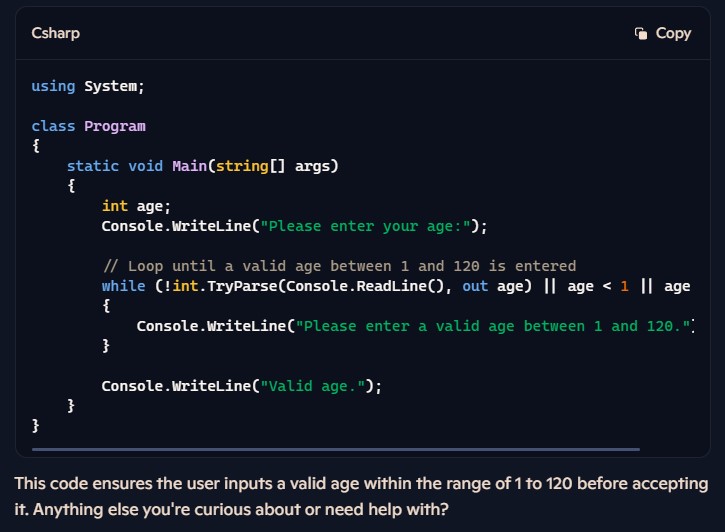 Csharp
Copy
using System;
class Program
{
static void Main(string[] args)
{
int age;
Console.WriteLine("Please enter your age:");
// Loop until a valid age between 1 and 120 is entered
while (!int.TryParse(Console.ReadLine(), out age) || age < 1 || age
{
Console.WriteLine("Please enter a valid age between 1 and 120."
}
Console.WriteLine("Valid age.");
}
}
This code ensures the user inputs a valid age within the range of 1 to 120 before accepting
it. Anything else you're curious about or need help with?